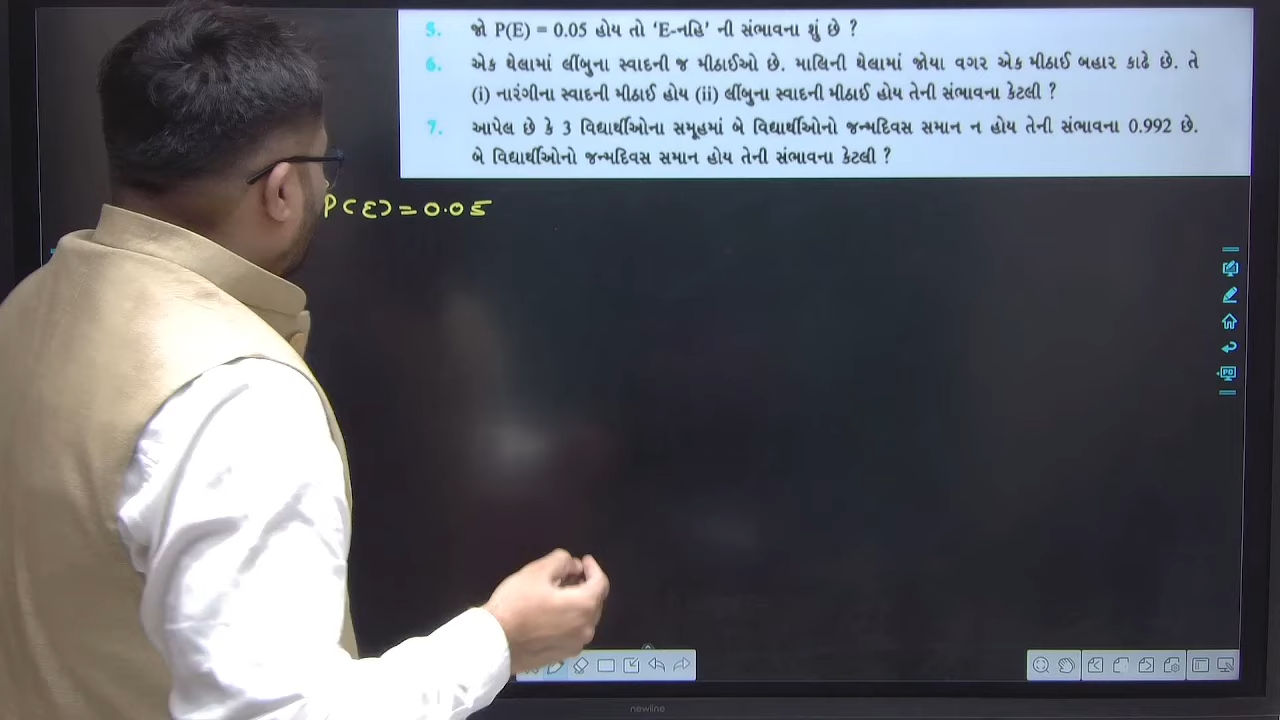 5. જો P(E) = 0.05 હોય તો ‘E-નહિ’ ની સંભાવના શું છે ?
6. એક થેલામાં લીંબુના સ્વાદની જ મીઠાઈઓ છે. માલિની થેલામાં જોયા વગર એક મીઠાઈ બહાર કાઢે છે. તે
(i) નારંગીના સ્વાદની મીઠાઈ હોય (ii) લીંબુના સ્વાદની મીઠાઈ હોય તેની સંભાવના કેટલી ?
7. આપેલ છે કે 3 વિદ્યાર્થીઓના સમૂહમાં બે વિદ્યાર્થીઓનો જન્મદિવસ સમાન ન હોય તેની સંભાવના 0.992 છે.
બે વિદ્યાર્થીઓનો જન્મદિવસ સમાન હોય તેની સંભાવના કેટલી ?
P(E) = 0.05
PD
newline